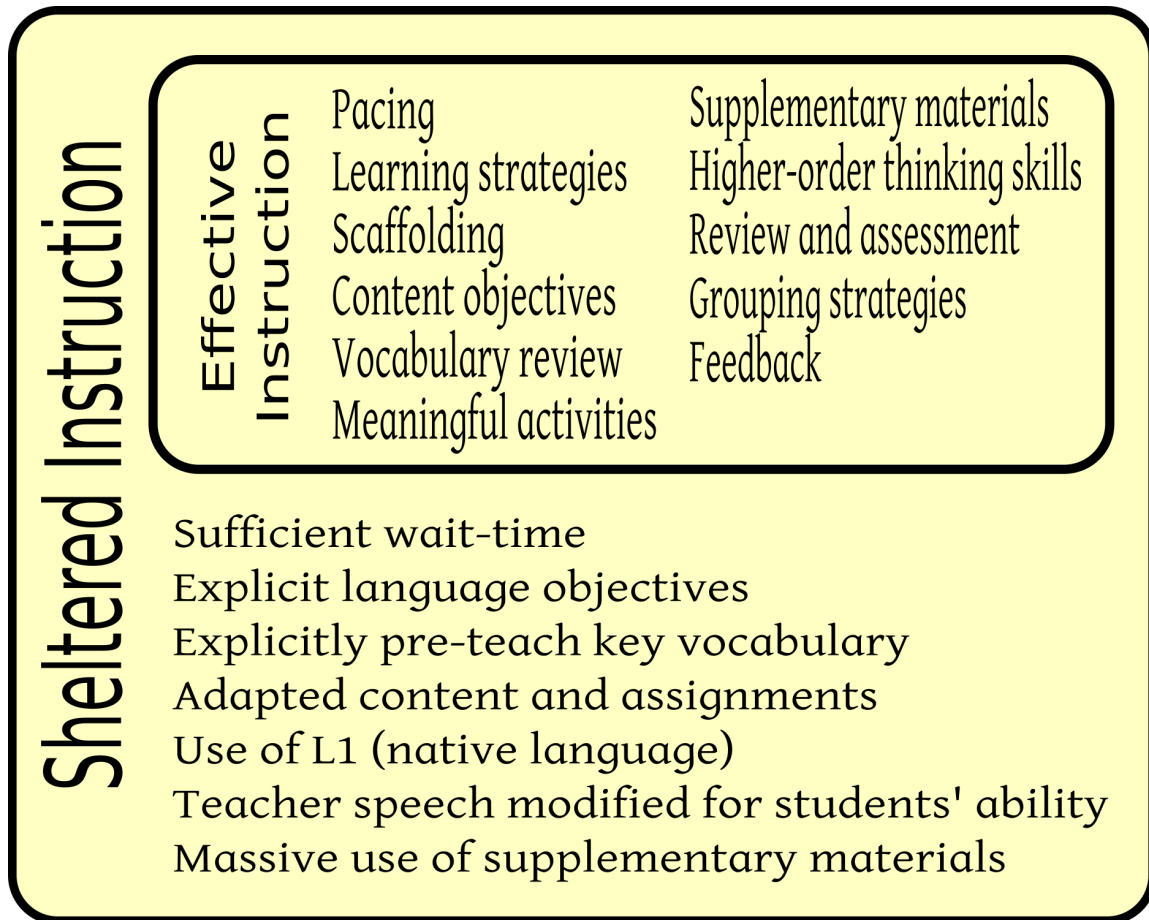 Sheltered Instruction
Effective
Instruction
Pacing
Learning strategies
Scaffolding
Content objectives
Vocabulary review
Meaningful activities
Supplementary materials
Higher-order thinking skills
Review and assessment
Grouping strategies
Feedback
Sufficient wait-time
Explicit language objectives
Explicitly pre-teach key vocabulary
Adapted content and assignments
Use of L1 (native language)
Teacher speech modified for students' ability
Massive use of supplementary materials